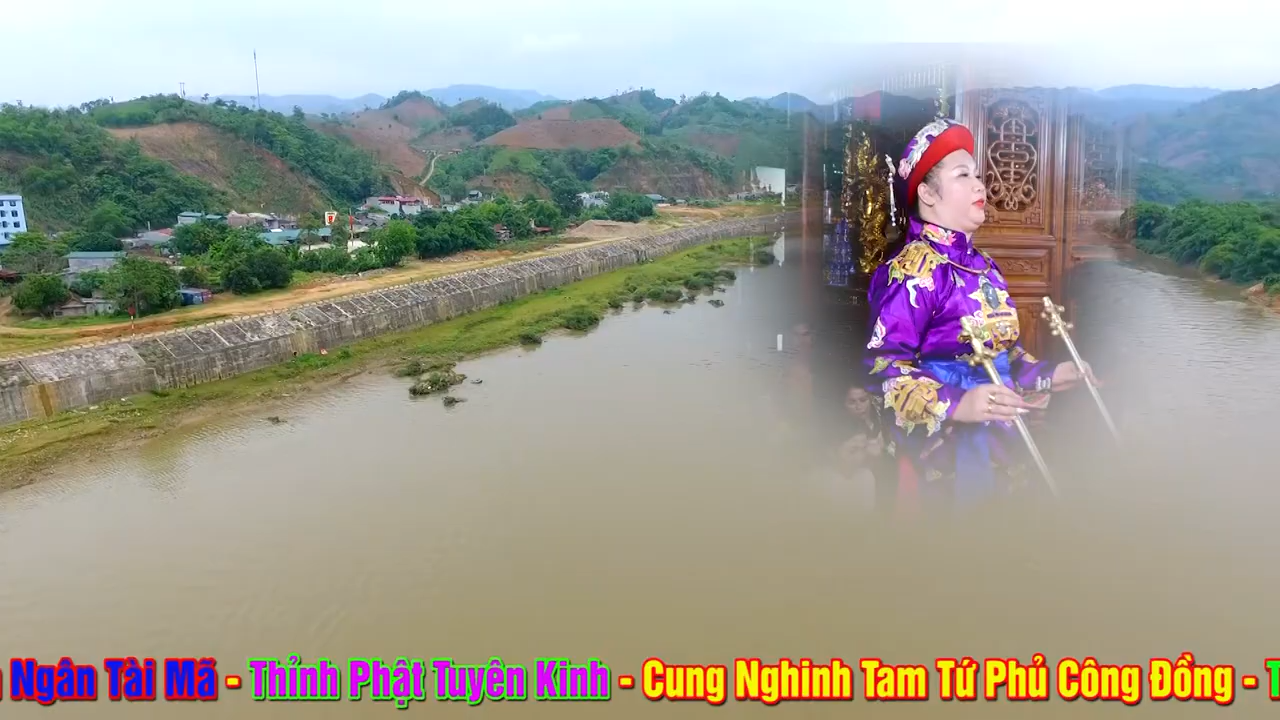 Ngân Tài Mã - Thỉnh Phật Tuyên Kinh - Cung Nghinh Tam Tứ Phủ Công Đồng -